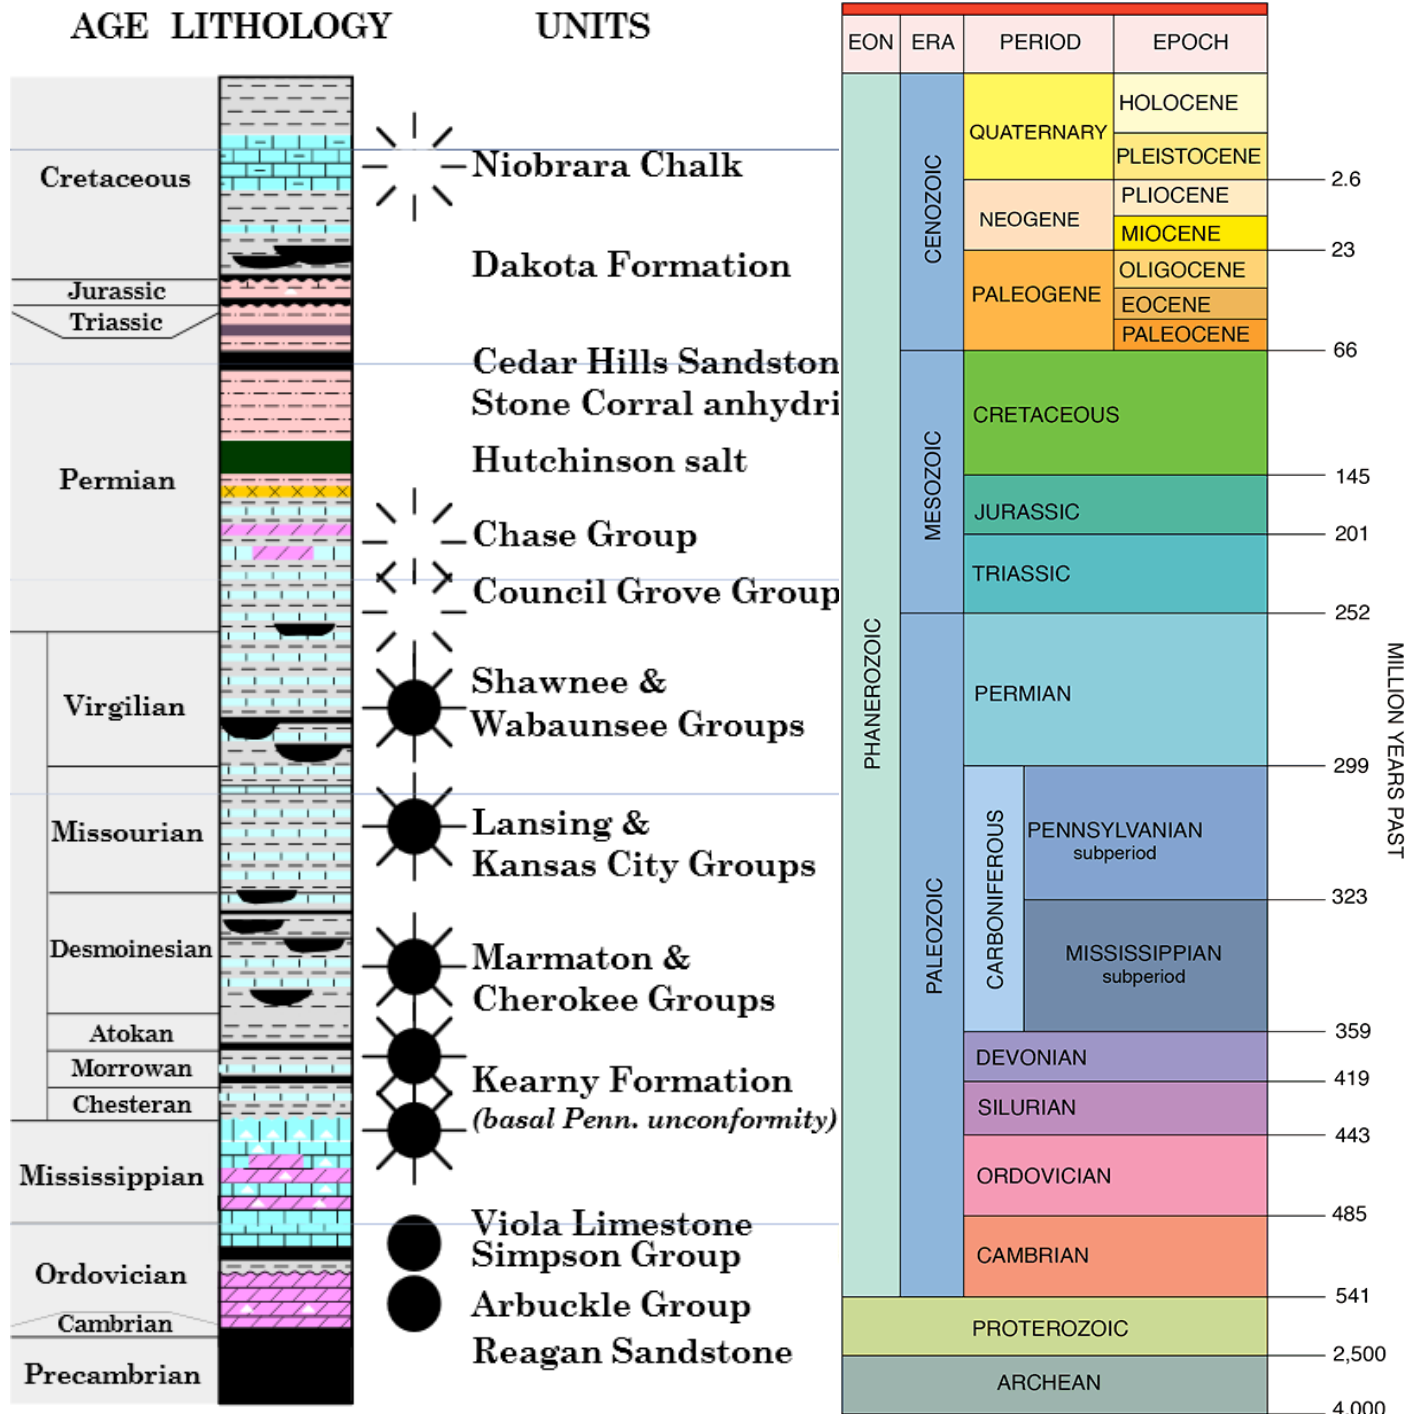 AGE LITHOLOGY UNITS
Cretaceous
Jurassic
Triassic
Permian
Virgilian
Missourian
Desmoinesian
Atokan
Morrowan
Chesteran
Mississippian
Ordovician
Cambrian
Precambrian
Niobrara Chalk
Dakota Formation
Cedar Hills Sandston
Stone Corral anhydri
Hutchinson salt
Chase Group
Council Grove Group
Shawnee &
Wabaunsee Groups
Lansing &
Kansas City Groups
Marmaton &
Cherokee Groups
Kearny Formation
(basal Penn. unconformity)
Viola Limestone
Simpson Group
Arbuckle Group
Reagan Sandstone
EON ERA PERIOD EPOCH
PHANEROZOIC
CENOZOIC
MESOZOIC
PALEOZOIC
QUATERNARY
NEOGENE
PALEOGENE
HOLOCENE
PLEISTOCENE
PLIOCENE
MIOCENE
OLIGOCENE
EOCENE
PALEOCENE
CRETACEOUS
JURASSIC
TRIASSIC
PERMIAN
CARBONIFEROUS
PENNSYLVANIAN
subperiod
MISSISSIPPIAN
subperiod
DEVONIAN
SILURIAN
ORDOVICIAN
CAMBRIAN
PROTEROZOIC
ARCHEAN
2.6
23
66
145
201
252
299
323
359
419
443
485
541
2,500
4,000
MILLION YEARS PAST